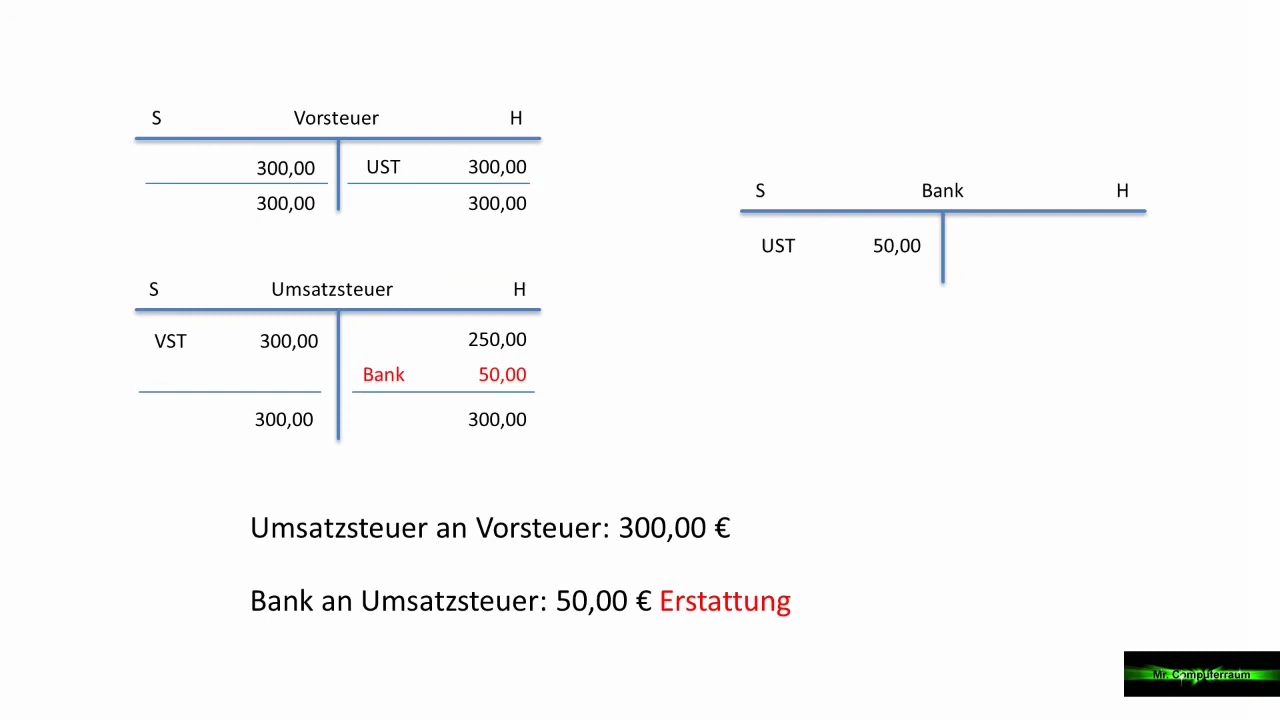 S Vorsteuer H
300,00 UST 300,00
300,00 300,00
S Bank H
UST 50,00
S Umsatzsteuer H
VST 300,00 250,00
Bank 50,00
300,00 300,00
Umsatzsteuer an Vorsteuer: 300,00 €
Bank an Umsatzsteuer: 50,00 € Erstattung
Mr. Computerraum